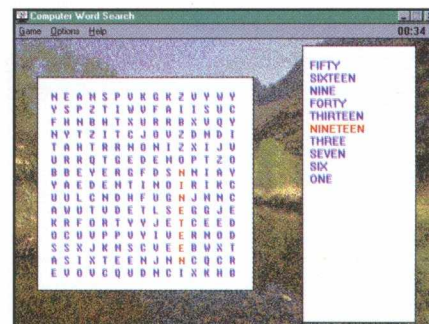 Computer Word Search
Game Options Help 00:34
N E A N S P V K G K Z V Y W Y
Y S P Z T I W V F A I I S U C
F H N B H T X U R R B X V Q Y
N Y T Z I T C J O V Z D N D I
T A H T R R N O N I Z X I J U
U R R Q T G E D E M O P T Z O
B B E Y E R G F D S N N I A Y
Y A E D E N T I N O I R I K G
U U L C N D H F U G N J N N C
A W U T V D E T L S E G G J E
K R F O R T Y Y J E T C E E D
O C U V P P V Y I V E R N O D
S S X J K M S C V E E B W X T
A S I X T E E N J N N C Q C R
E V O V C Q U D N C I X K H B
FIFTY
SIXTEEN
NINE
FORTY
THIRTEEN
NINETEEN
THREE
SEVEN
SIX
ONE